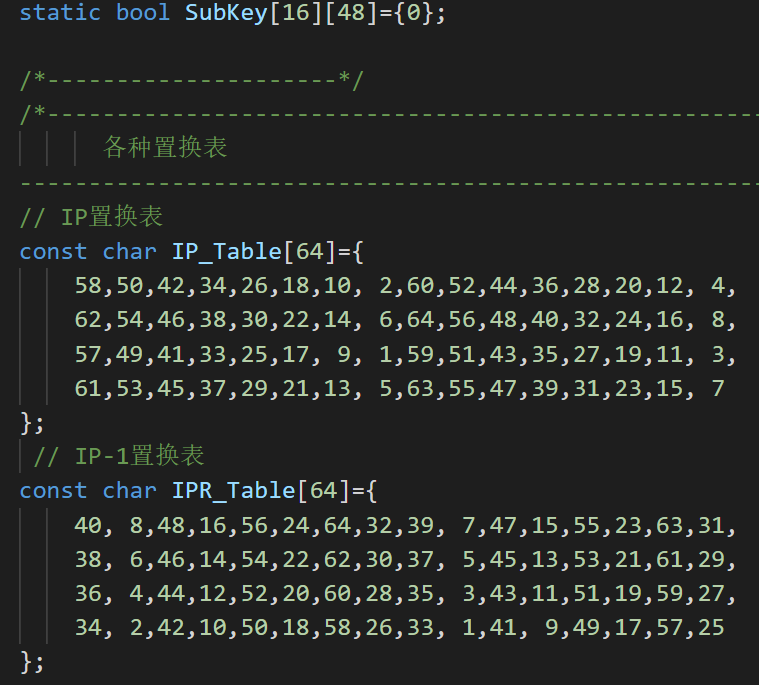 static bool SubKey[16][48]={0};
/*---------------------*/
/*----------------------------------------------------
各种置换表
------------------------------------------------------
// IP置换表
const char IP_Table[64]={
58,50,42,34,26,18,10, 2,60,52,44,36,28,20,12, 4,
62,54,46,38,30,22,14, 6,64,56,48,40,32,24,16, 8,
57,49,41,33,25,17, 9, 1,59,51,43,35,27,19,11, 3,
61,53,45,37,29,21,13, 5,63,55,47,39,31,23,15, 7
};
// IP-1置换表
const char IPR_Table[64]={
40, 8,48,16,56,24,64,32,39, 7,47,15,55,23,63,31,
38, 6,46,14,54,22,62,30,37, 5,45,13,53,21,61,29,
36, 4,44,12,52,20,60,28,35, 3,43,11,51,19,59,27,
34, 2,42,10,50,18,58,26,33, 1,41, 9,49,17,57,25
};